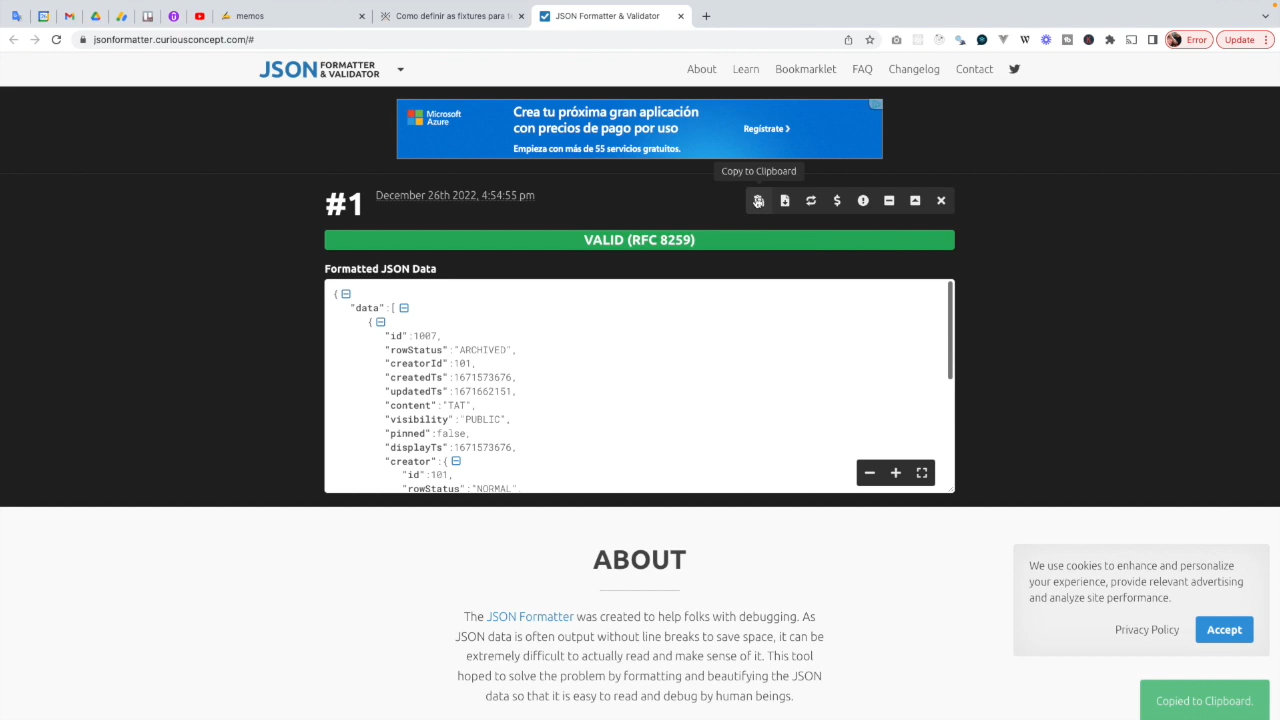 memos
Como definir as fixtures para to
JSON Formatter & Validator
jsonformatter.curiousconcept.com/#
Error
Update
JSON FORMATTER & VALIDATOR
About
Learn
Bookmarklet
FAQ
Changelog
Contact
Microsoft
Azure
Crea tu próxima gran aplicación
con precios de pago por uso
Empieza con más de 55 servicios gratuitos.
Regístrate
Copy to Clipboard
#1
December 26th 2022, 4:54:55 pm
VALID (RFC 8259)
Formatted JSON Data
{
"data":[
{
"id":1007,
"rowStatus":"ARCHIVED",
"creatorId":101,
"createdTs":1671573676,
"updatedTs":1671662151,
"content":"TAT",
"visibility":"PUBLIC",
"pinned":false,
"displayTs":1671573676,
"creator":{
"id":101,
"rowStatus":"NORMAL",
ABOUT
The JSON Formatter was created to help folks with debugging. As
JSON data is often output without line breaks to save space, it can be
extremely difficult to actually read and make sense of it. This tool
hoped to solve the problem by formatting and beautifying the JSON
data so that it is easy to read and debug by human beings.
We use cookies to enhance and personalize
your experience, provide relevant advertising
and analyze site performance.
Privacy Policy
Accept
Copied to Clipboard.